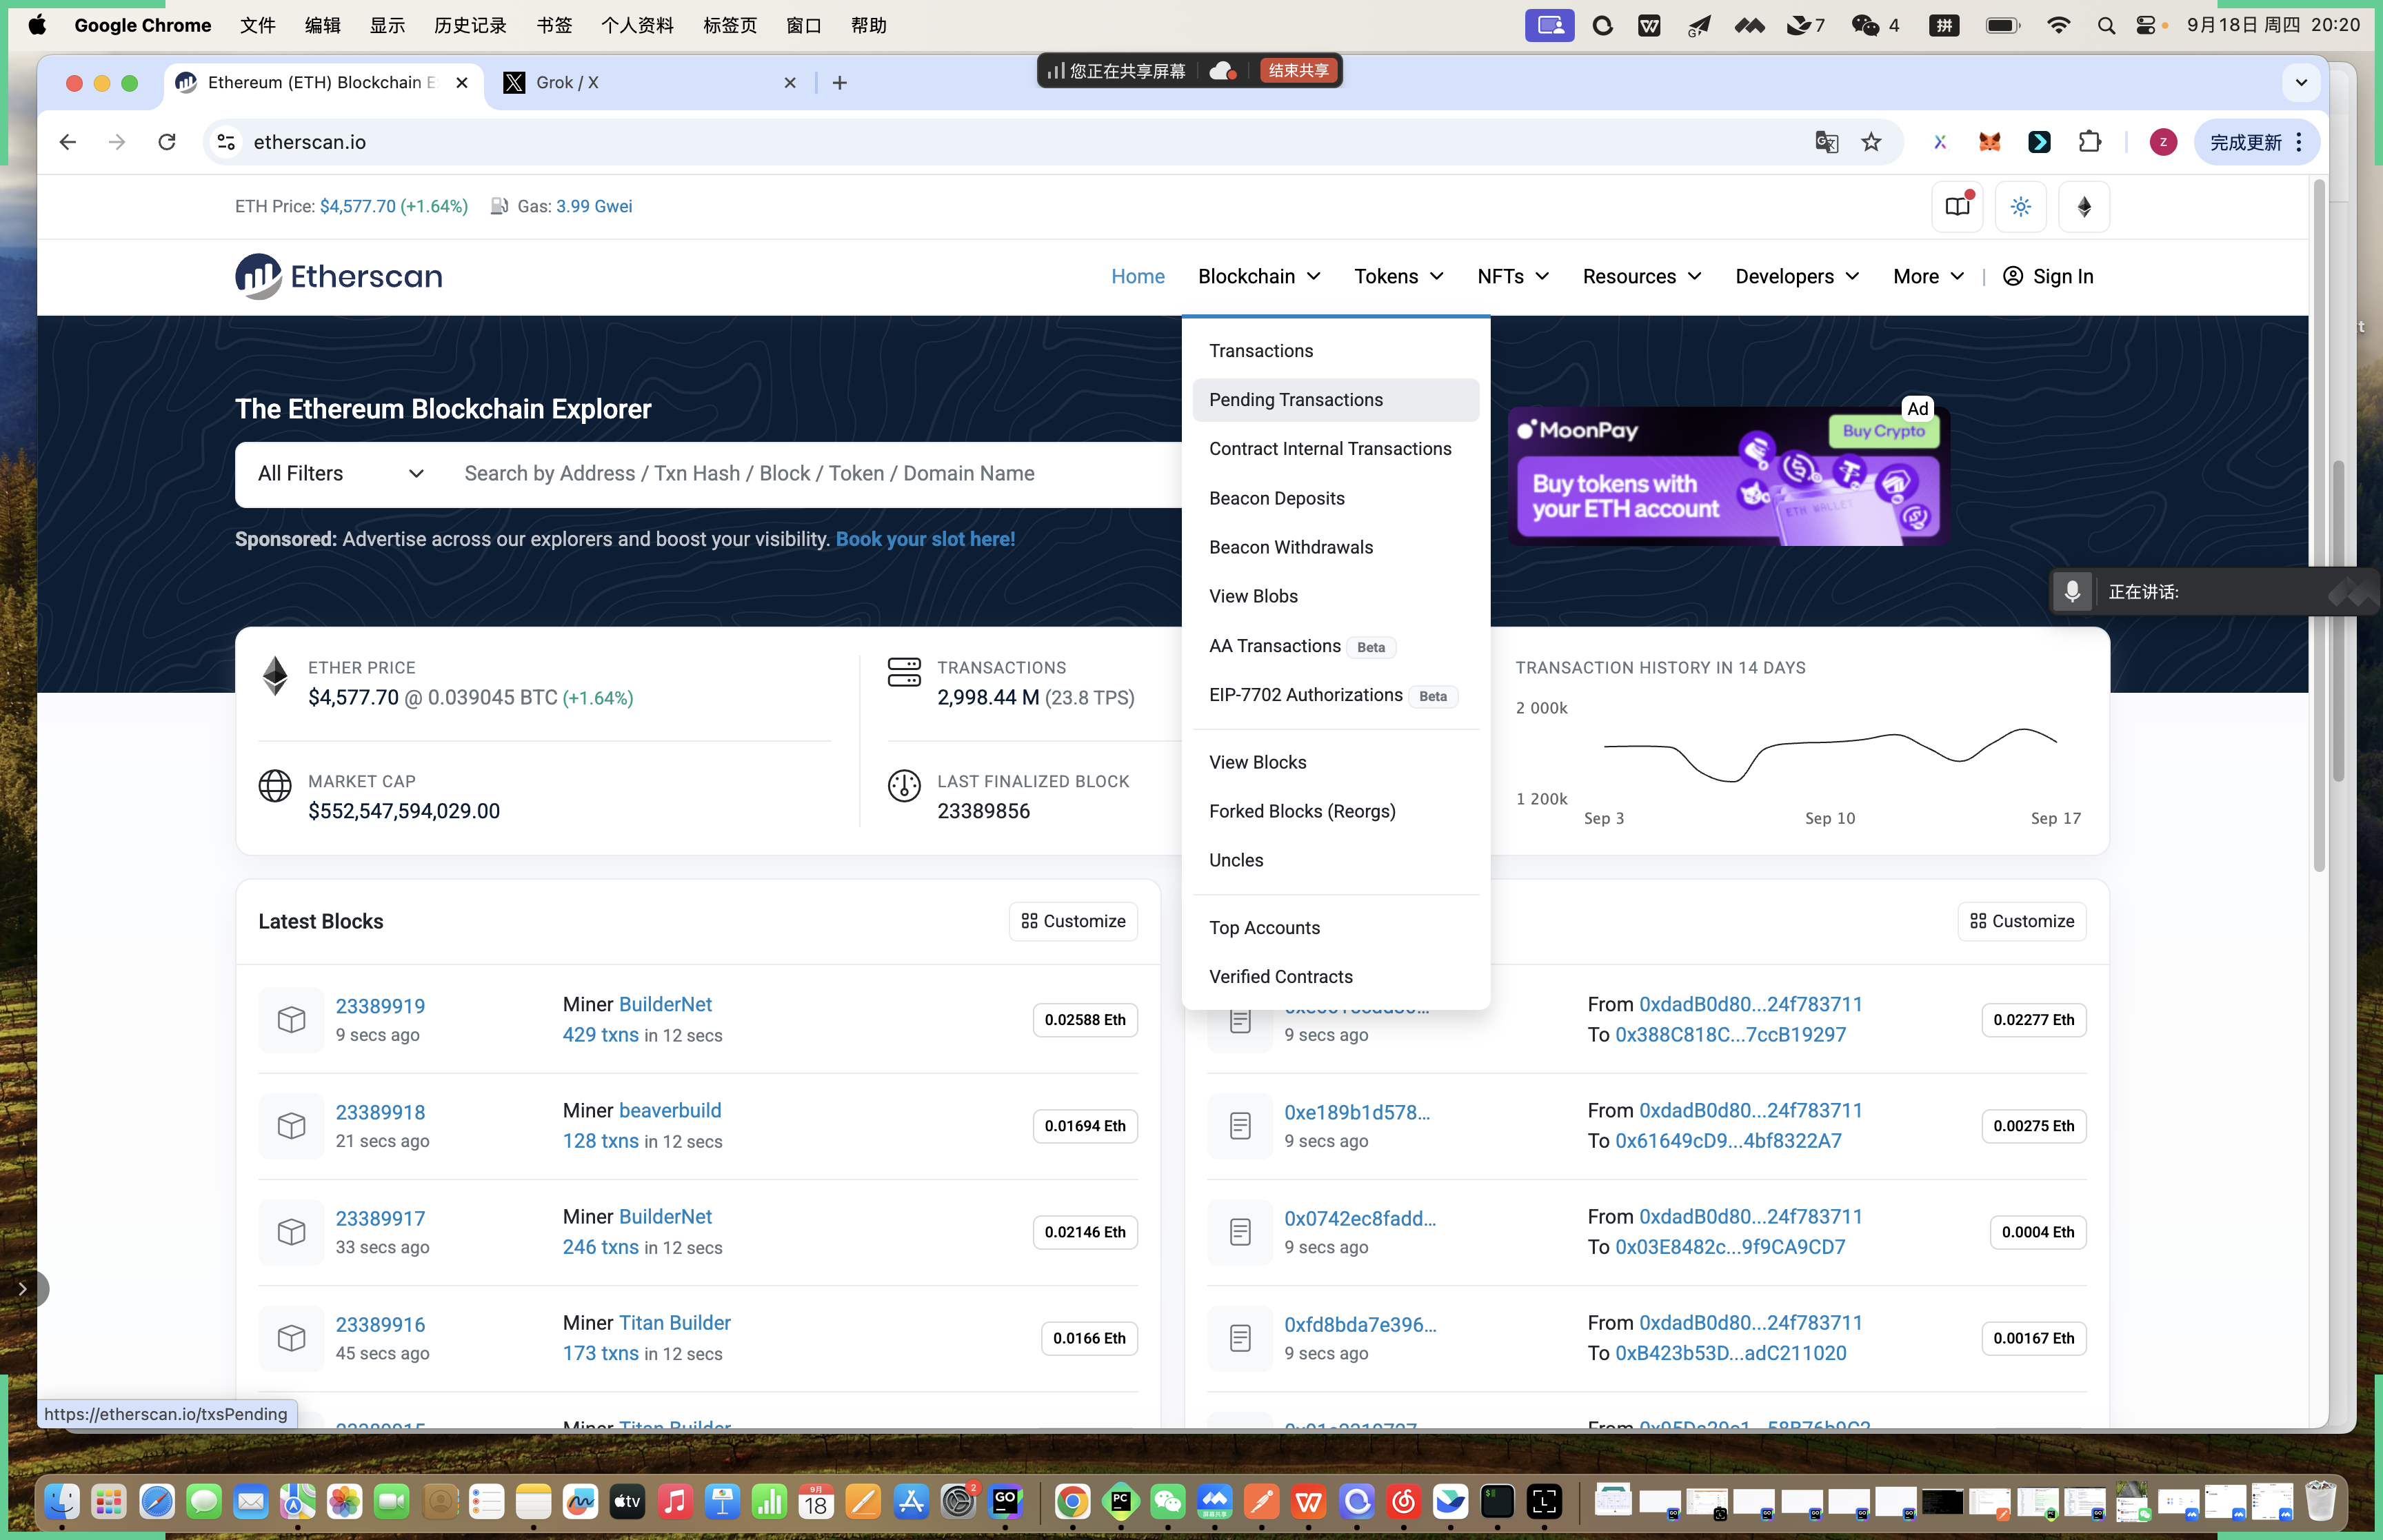 Google Chrome 文件 编辑 显示 历史记录 书签 个人资料 标签页 窗口 帮助 7 4 拼 9月18日 周四 20:20
您正在共享屏幕 结束共享
Ethereum (ETH) Blockchain E Grok / X
etherscan.io Z 完成更新
ETH Price: $4,577.70 (+1.64%) Gas: 3.99 Gwei
Etherscan
Home Blockchain Tokens NFTs Resources Developers More | Sign In
Transactions
Pending Transactions
Contract Internal Transactions
Beacon Deposits
Beacon Withdrawals
View Blobs
AA Transactions Beta
EIP-7702 Authorizations Beta
View Blocks
Forked Blocks (Reorgs)
Uncles
Top Accounts
Verified Contracts
The Ethereum Blockchain Explorer
All Filters Search by Address / Txn Hash / Block / Token / Domain Name
Sponsored: Advertise across our explorers and boost your visibility. Book your slot here!
Ad
MoonPay Buy Crypto
Buy tokens with
your ETH account
ETH WALLET
正在讲话:
ETHER PRICE
$4,577.70 @ 0.039045 BTC (+1.64%)
MARKET CAP
$552,547,594,029.00
TRANSACTIONS
2,998.44 M (23.8 TPS)
LAST FINALIZED BLOCK
23389856
TRANSACTION HISTORY IN 14 DAYS
2 000k
1 200k
Sep 3 Sep 10 Sep 17
Latest Blocks Customize
23389919 Miner BuilderNet 0.02588 Eth
9 secs ago 429 txns in 12 secs
23389918 Miner beaverbuild 0.01694 Eth
21 secs ago 128 txns in 12 secs
23389917 Miner BuilderNet 0.02146 Eth
33 secs ago 246 txns in 12 secs
23389916 Miner Titan Builder 0.0166 Eth
45 secs ago 173 txns in 12 secs
23389915 Miner Titan Builder
Customize
From 0xdadB0d80...24f783711 0.02277 Eth
9 secs ago To 0x388C818C...7ccB19297
0xe189b1d578... From 0xdadB0d80...24f783711 0.00275 Eth
9 secs ago To 0x61649cD9...4bf8322A7
0x0742ec8fadd... From 0xdadB0d80...24f783711 0.0004 Eth
9 secs ago To 0x03E8482c...9f9CA9CD7
0xfd8bda7e396... From 0xdadB0d80...24f783711 0.00167 Eth
9 secs ago To 0xB423b53D...adC211020
https://etherscan.io/txsPending
tv 9月 18 2 GO PC